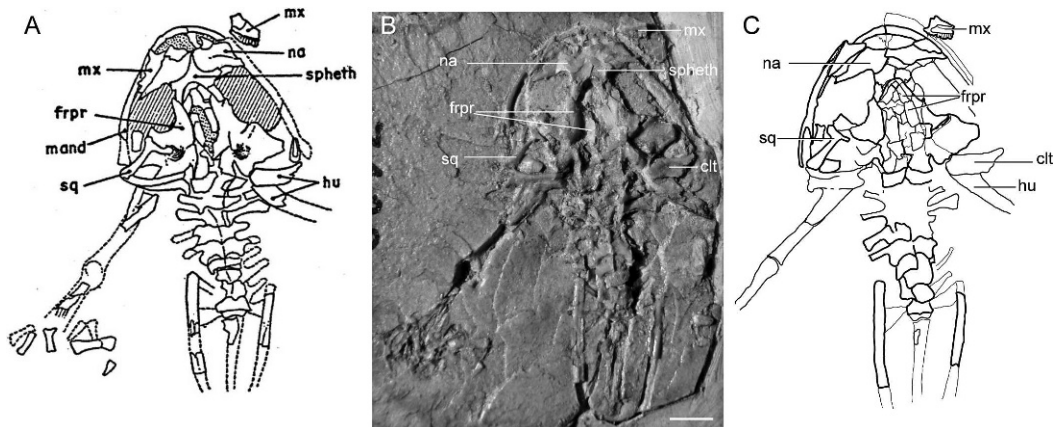 A
mx
na
mx
spheth
frpr
mand
sq
hu
B
mx
na
spheth
frpr
sq
clt
C
mx
na
frpr
sq
clt
hu